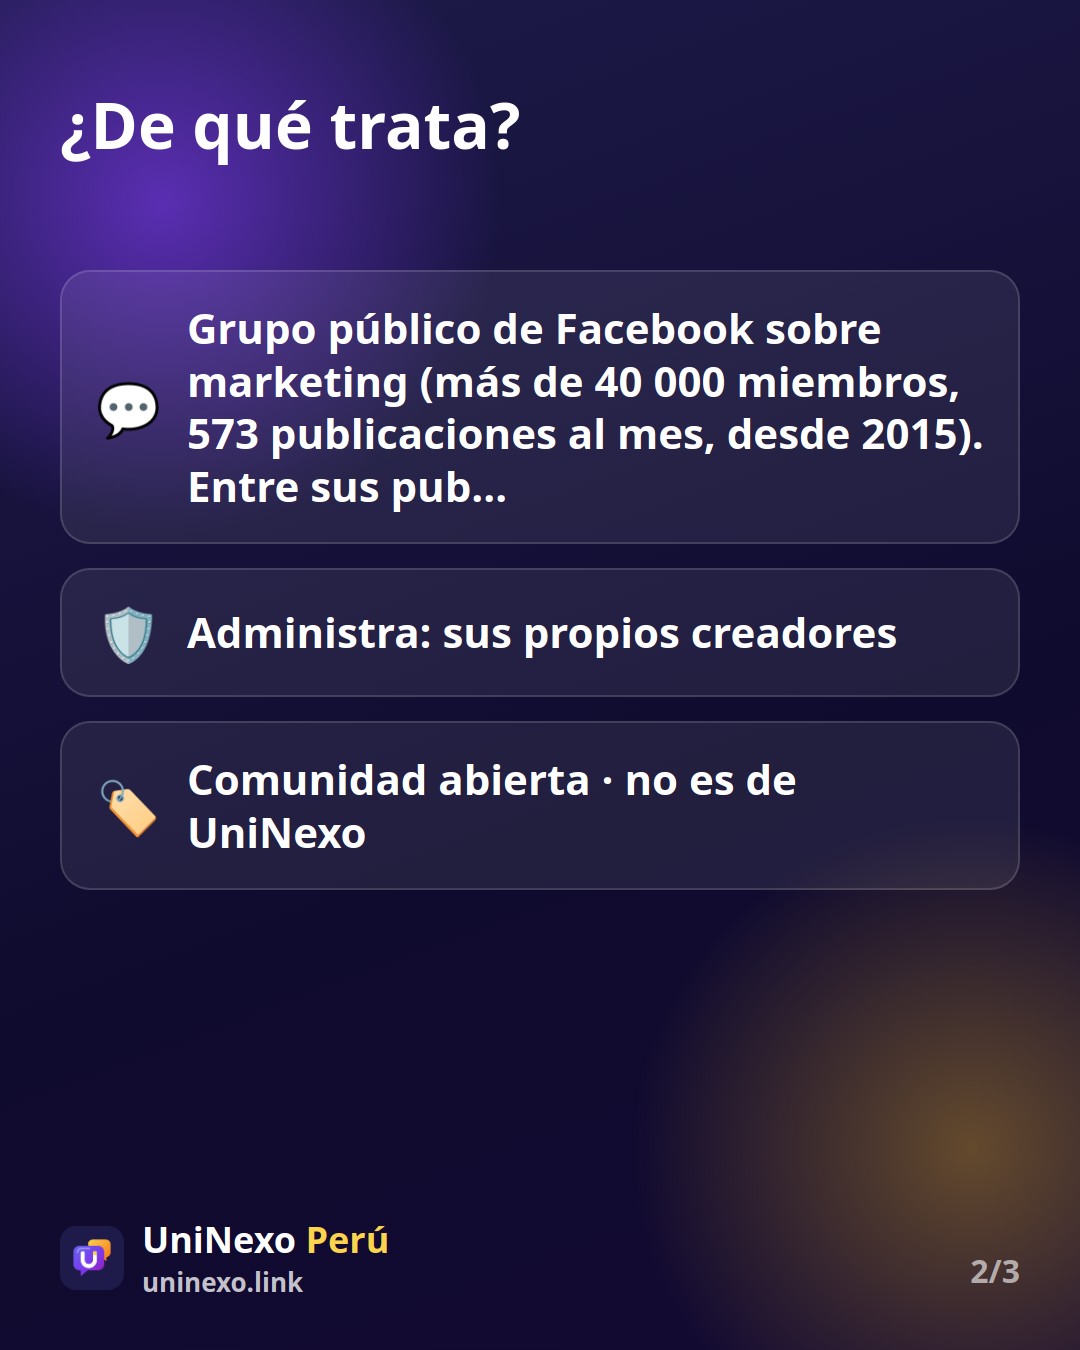 ¿De qué trata?
Grupo público de Facebook sobre
marketing (más de 40 000 miembros,
573 publicaciones al mes, desde 2015).
Entre sus pub...
Administra: sus propios creadores
Comunidad abierta · no es de
UniNexo
UniNexo Perú
uninexo.link
2/3